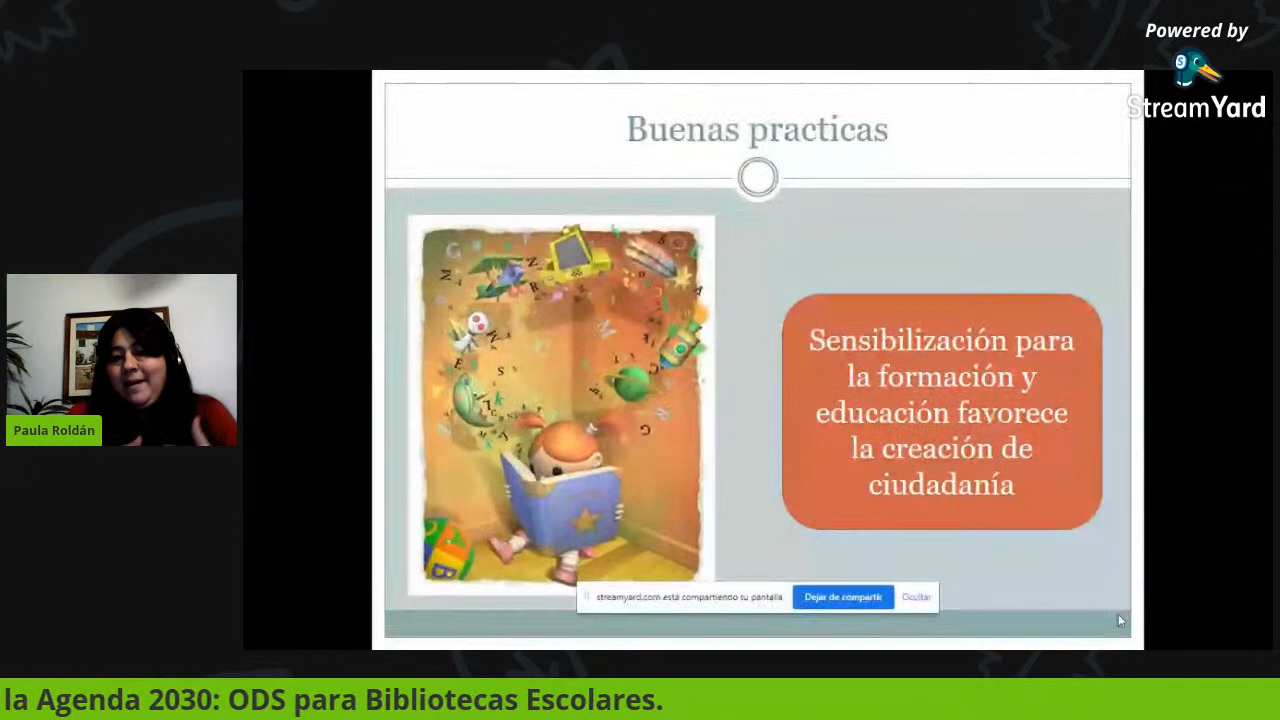 Powered by
StreamYard
Buenas practicas
Sensibilización para
la formación y
educación favorece
la creación de
ciudadanía
Paula Roldán
streamyard.com está compartiendo tu pantalla.
Dejar de compartir
Ocultar
la Agenda 2030: ODS para Bibliotecas Escolares.